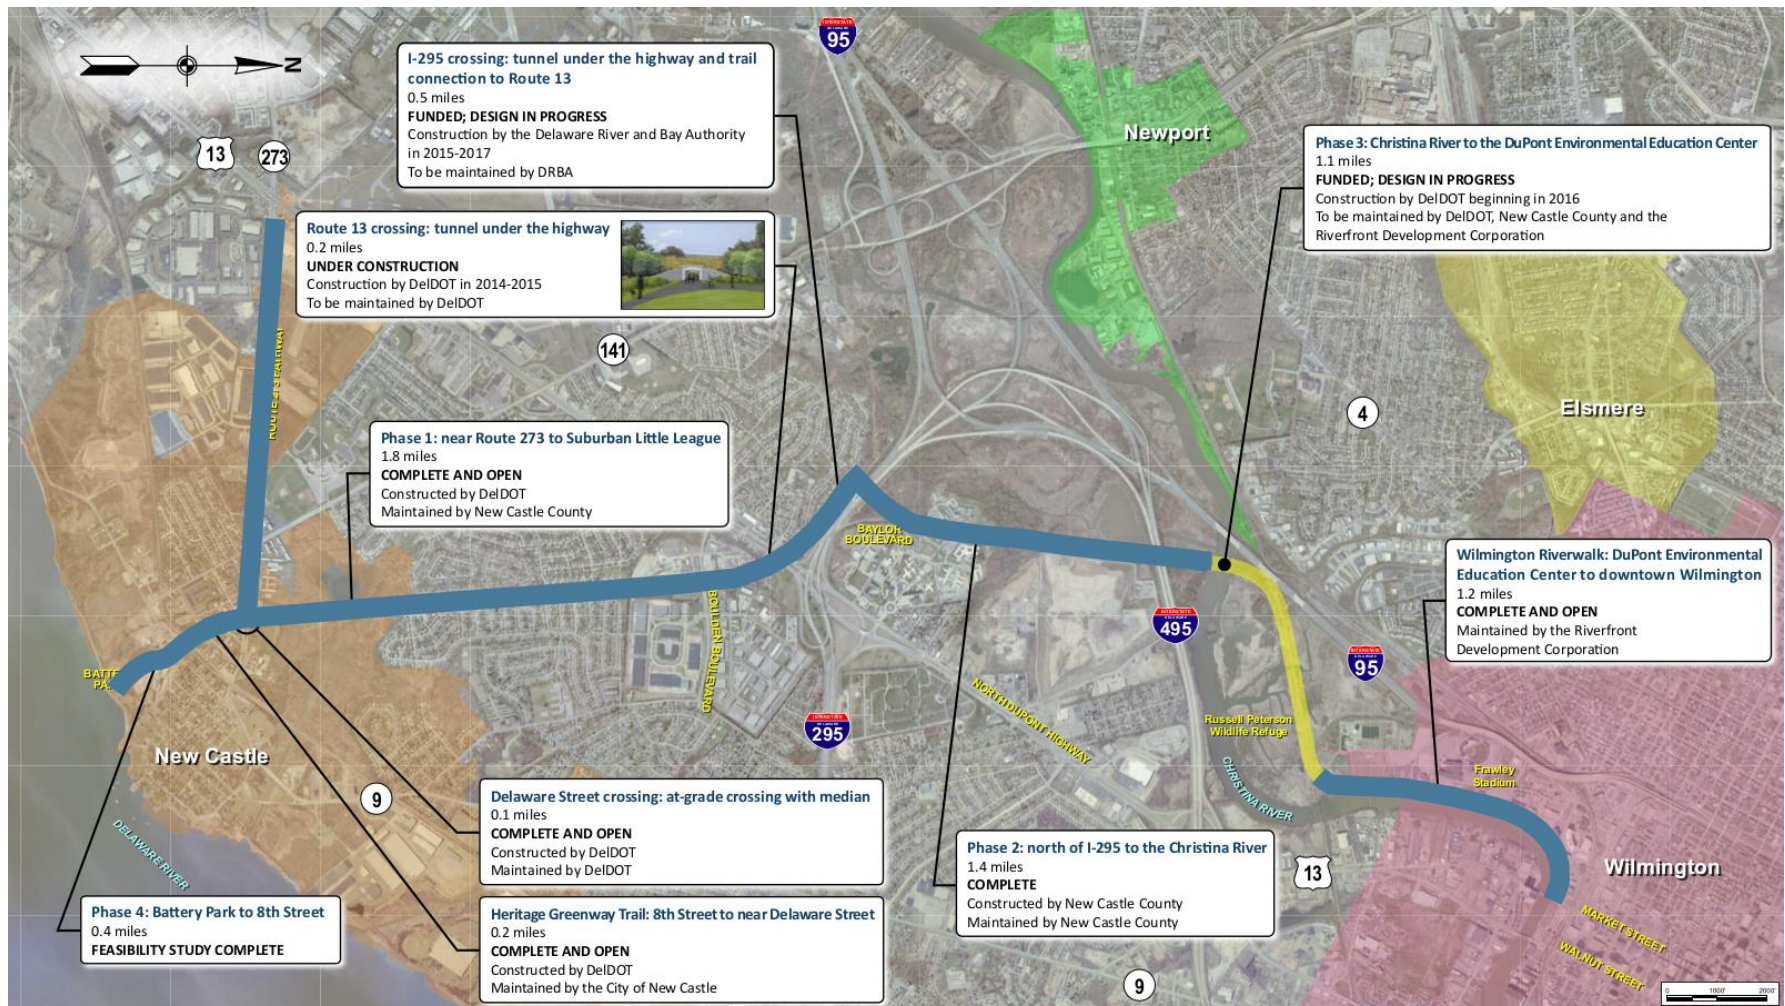 N
INTERSTATE
95
I-295 crossing: tunnel under the highway and trail
connection to Route 13
0.5 miles
FUNDED; DESIGN IN PROGRESS
Construction by the Delaware River and Bay Authority
in 2015-2017
To be maintained by DRBA
Newport
Phase 3: Christina River to the DuPont Environmental Education Center
1.1 miles
FUNDED; DESIGN IN PROGRESS
Construction by DelDOT beginning in 2016
To be maintained by DelDOT, New Castle County and the
Riverfront Development Corporation
13
273
Route 13 crossing: tunnel under the highway
0.2 miles
UNDER CONSTRUCTION
Construction by DelDOT in 2014-2015
To be maintained by DelDOT
141
4
Elsmere
Phase 1: near Route 273 to Suburban Little League
1.8 miles
COMPLETE AND OPEN
Constructed by DelDOT
Maintained by New Castle County
BAYLOR
BOULEVARD
Wilmington Riverwalk: DuPont Environmental
Education Center to downtown Wilmington
1.2 miles
COMPLETE AND OPEN
Maintained by the Riverfront
Development Corporation
BOULDEN BOULEVARD
INTERSTATE
495
INTERSTATE
95
NORTH DUPONT HIGHWAY
Russell Peterson
Wildlife Refuge
INTERSTATE
295
New Castle
CHRISTINA RIVER
Frawley
Stadium
9
Delaware Street crossing: at-grade crossing with median
0.1 miles
COMPLETE AND OPEN
Constructed by DelDOT
Maintained by DelDOT
DELAWARE RIVER
Phase 2: north of I-295 to the Christina River
1.4 miles
COMPLETE
Constructed by New Castle County
Maintained by New Castle County
13
Wilmington
Phase 4: Battery Park to 8th Street
0.4 miles
FEASIBILITY STUDY COMPLETE
Heritage Greenway Trail: 8th Street to near Delaware Street
0.2 miles
COMPLETE AND OPEN
Constructed by DelDOT
Maintained by the City of New Castle
MARKET STREET
WALNUT STREET
9
0 1000' 2000'